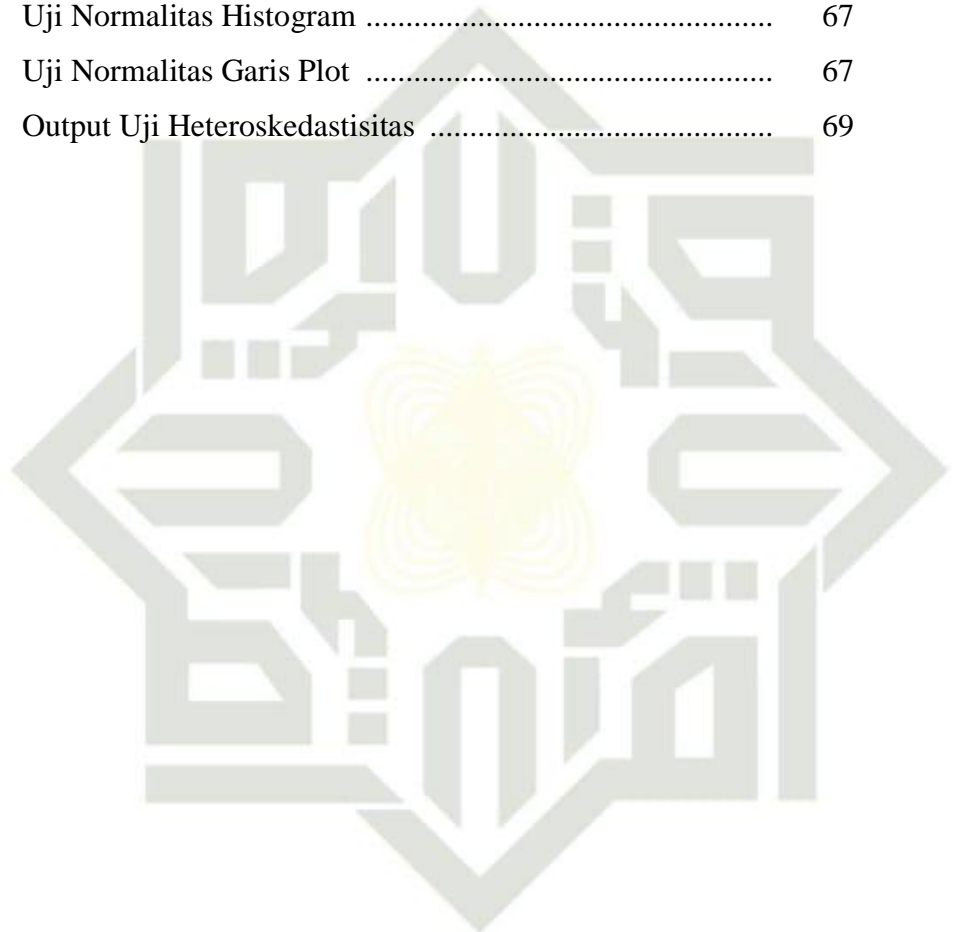 Uji Normalitas Histogram ..................................................... 67
Uji Normalitas Garis Plot ..................................................... 67
Output Uji Heteroskedastisitas ............................................. 69